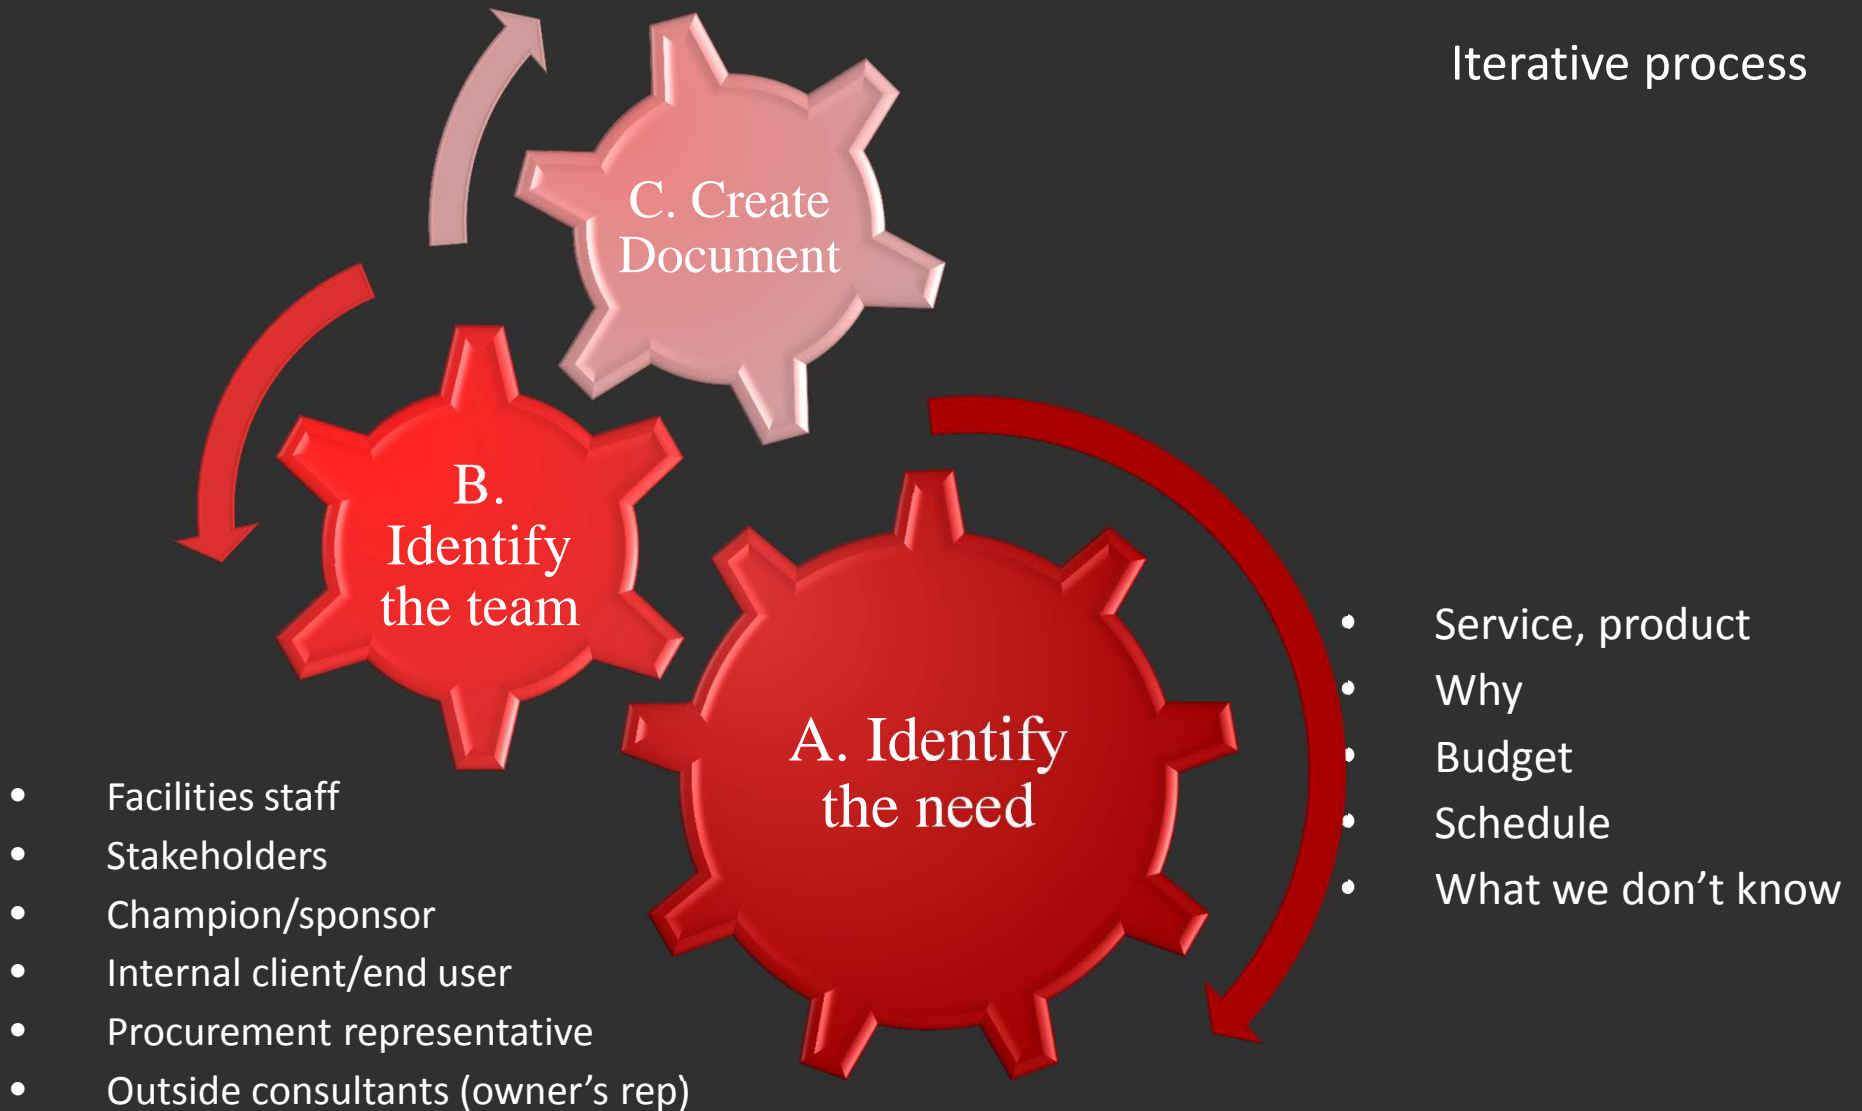 Iterative process
C. Create
Document
B.
Identify
the team
A. Identify
the need
• Service, product
• Why
• Budget
• Schedule
• What we don’t know
• Facilities staff
• Stakeholders
• Champion/sponsor
• Internal client/end user
• Procurement representative
• Outside consultants (owner’s rep)